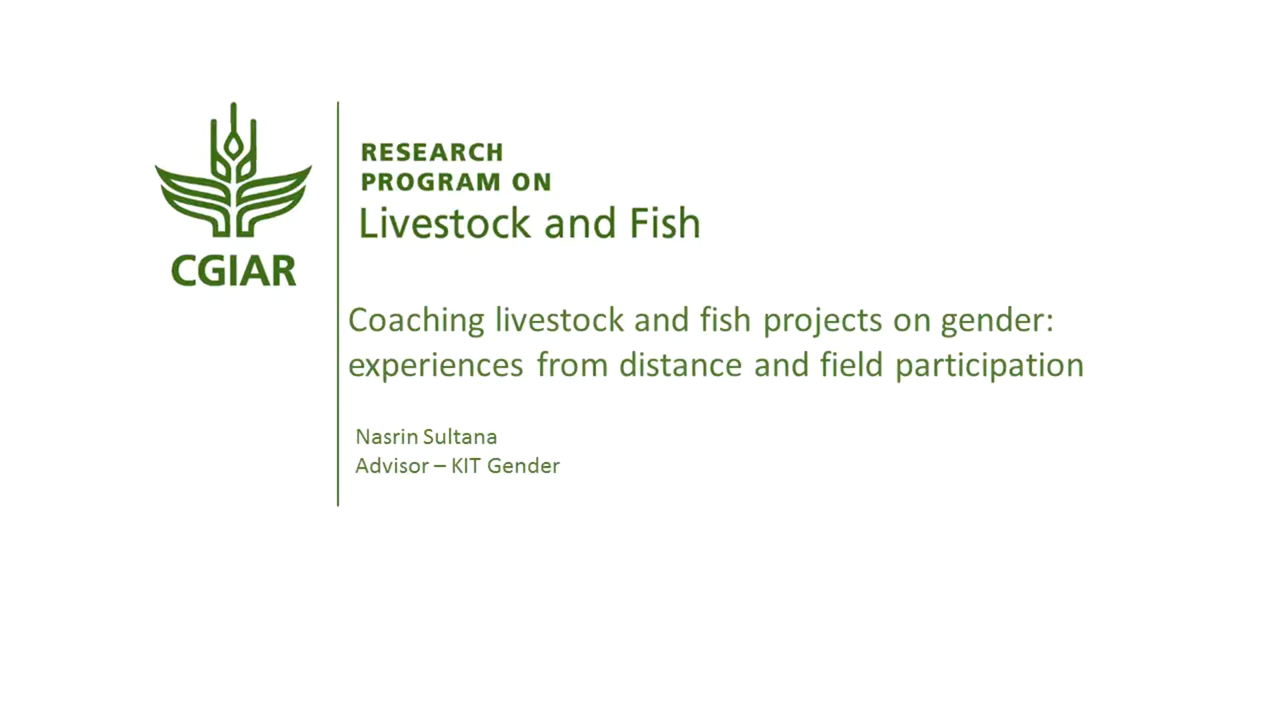 RESEARCH
PROGRAM ON
Livestock and Fish
CGIAR
Coaching livestock and fish projects on gender:
experiences from distance and field participation
Nasrin Sultana
Advisor – KIT Gender